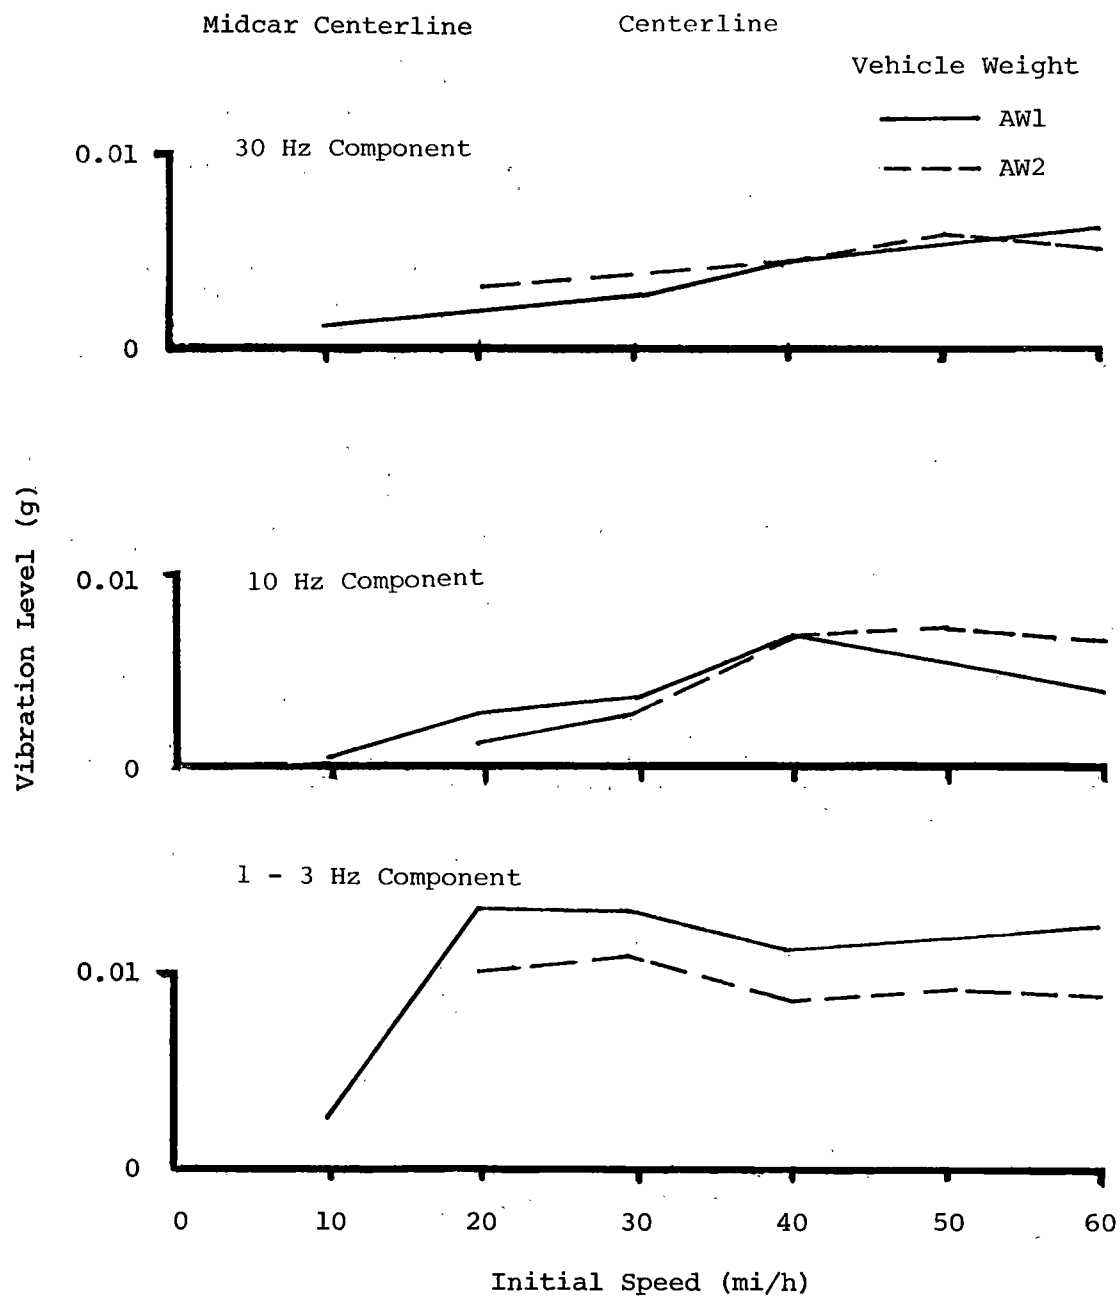 Midcar Centerline Centerline
Vehicle Weight
AW1
AW2
30 Hz Component
0.01
0
Vibration Level (g)
10 Hz Component
0.01
0
1 - 3 Hz Component
0.01
0
0 10 20 30 40 50 60
Initial Speed (mi/h)